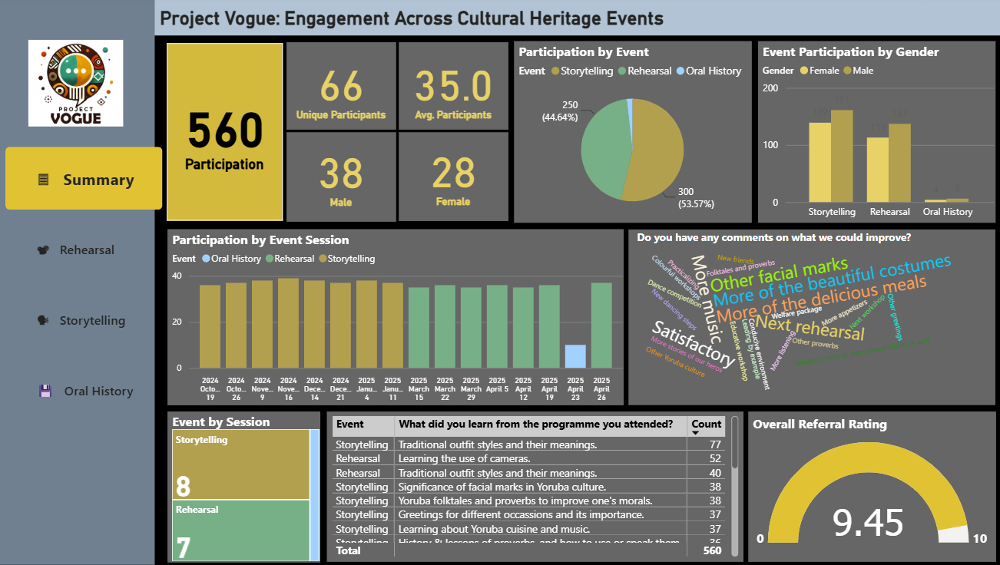 Project Vogue: Engagement Across Cultural Heritage Events
PROJECT
VOGUE
Summary
Rehearsal
Storytelling
Oral History
560
Participation
66
Unique Participants
35.0
Avg. Participants
38
Male
28
Female
Participation by Event
Event Storytelling Rehearsal Oral History
250
(44.64%)
300
(53.57%)
Event Participation by Gender
Gender Female Male
200
100
0
161
137
4
6
Storytelling Rehearsal Oral History
Participation by Event Session
Event Oral History Rehearsal Storytelling
40
20
0
2024 2024 2024 2024 2024 2024 2025 2025 2025 2025 2025 2025 2025 2025 2025 2025
Octo... Octo... Nove... Nove... Dece... Dece... Janu... Janu... March March March April 5 April April April April
19 26 9 16 14 21 4 11 15 22 29 12 19 23 26
Do you have any comments on what we could improve?
New friends
Colourful workshops
Practicalizing
More music
Folktales and proverbs
Other facial marks
More of the beautiful costumes
More of the delicious meals
Dance competition
New dancing steps
Welfare package
More appetizers
Next workshop
Other greetings
Next rehearsal
Satisfactory
Other proverbs
More stories of our heros
Other Yoruba culture
Educative workshop
Leading by example
Conducive environment
More listening
Event by Session
Storytelling
8
Rehearsal
7
Event What did you learn from the programme you attended? Count
Storytelling Traditional outfit styles and their meanings. 77
Rehearsal Learning the use of cameras. 52
Rehearsal Traditional outfit styles and their meanings. 40
Storytelling Significance of facial marks in Yoruba culture. 38
Storytelling Yoruba folktales and proverbs to improve one's morals. 38
Storytelling Greetings for different occassions and its importance. 37
Storytelling Learning about Yoruba cuisine and music. 37
Storytelling History & lessons of proverbs, and how to use or speak them 36
Total 560
Overall Referral Rating
9.45
0
10